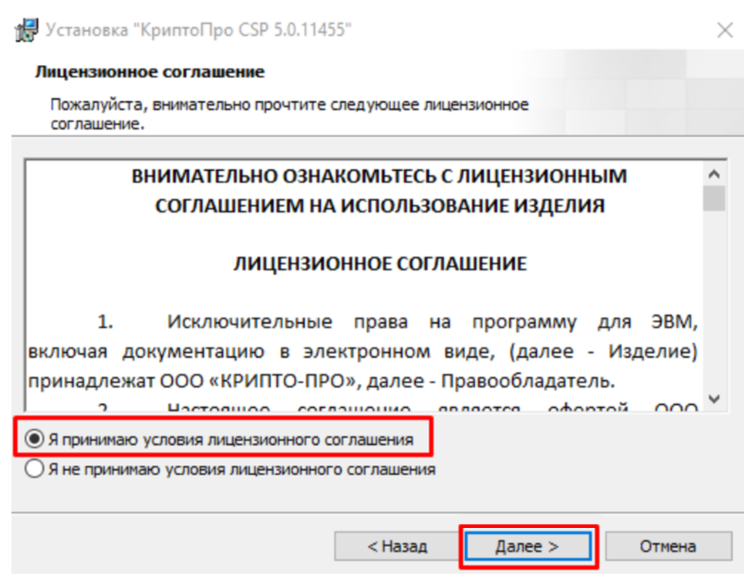 Установка "КриптоПро CSP 5.0.11455"
Лицензионное соглашение
Пожалуйста, внимательно прочтите следующее лицензионное
соглашение.
ВНИМАТЕЛЬНО ОЗНАКОМЬТЕСЬ С ЛИЦЕНЗИОННЫМ
СОГЛАШЕНИЕМ НА ИСПОЛЬЗОВАНИЕ ИЗДЕЛИЯ
ЛИЦЕНЗИОННОЕ СОГЛАШЕНИЕ
1. Исключительные права на программу для ЭВМ,
включая документацию в электронном виде, (далее - Изделие)
принадлежат ООО «КРИПТО-ПРО», далее - Правообладатель.
2. Настоящее соглашение является офертой ООО
Я принимаю условия лицензионного соглашения
Я не принимаю условия лицензионного соглашения
< Назад
Далее >
Отмена